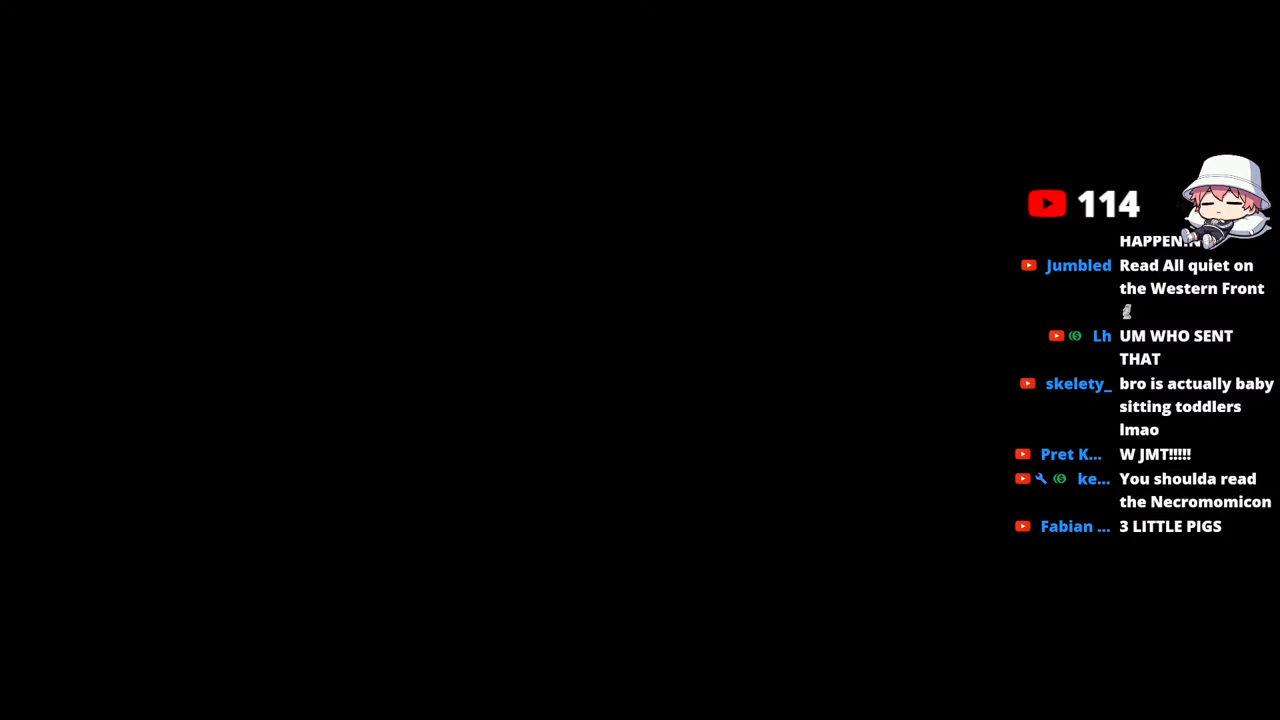 114
Jumbled Read All quiet on
the Western Front
🗿
Lh UM WHO SENT
THAT
skelety_ bro is actually baby
sitting toddlers
lmao
Pret K... W JMT!!!!!
ke... You shoulda read
the Necromomicon
Fabian ... 3 LITTLE PIGS